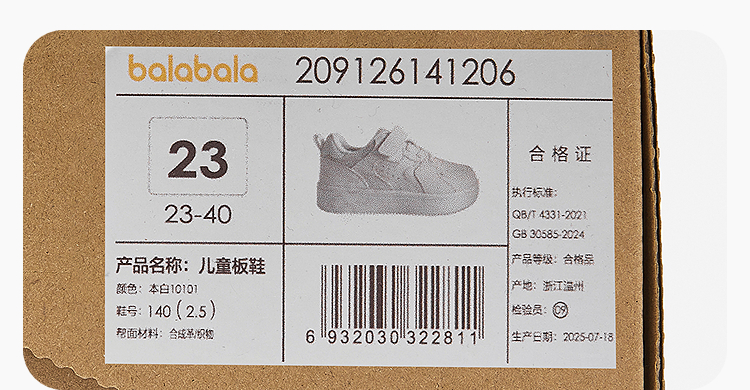 balabala 209126141206
23
23-40
合格证
执行标准：
QB/T 4331-2021
GB 30585-2024
产品等级：合格品
产地：浙江温州
检验员：09
生产日期：2025-07-18
产品名称：儿童板鞋
颜色：本白10101
鞋号：140（2.5）
帮面材料：合成革/织物
6 932030 322811